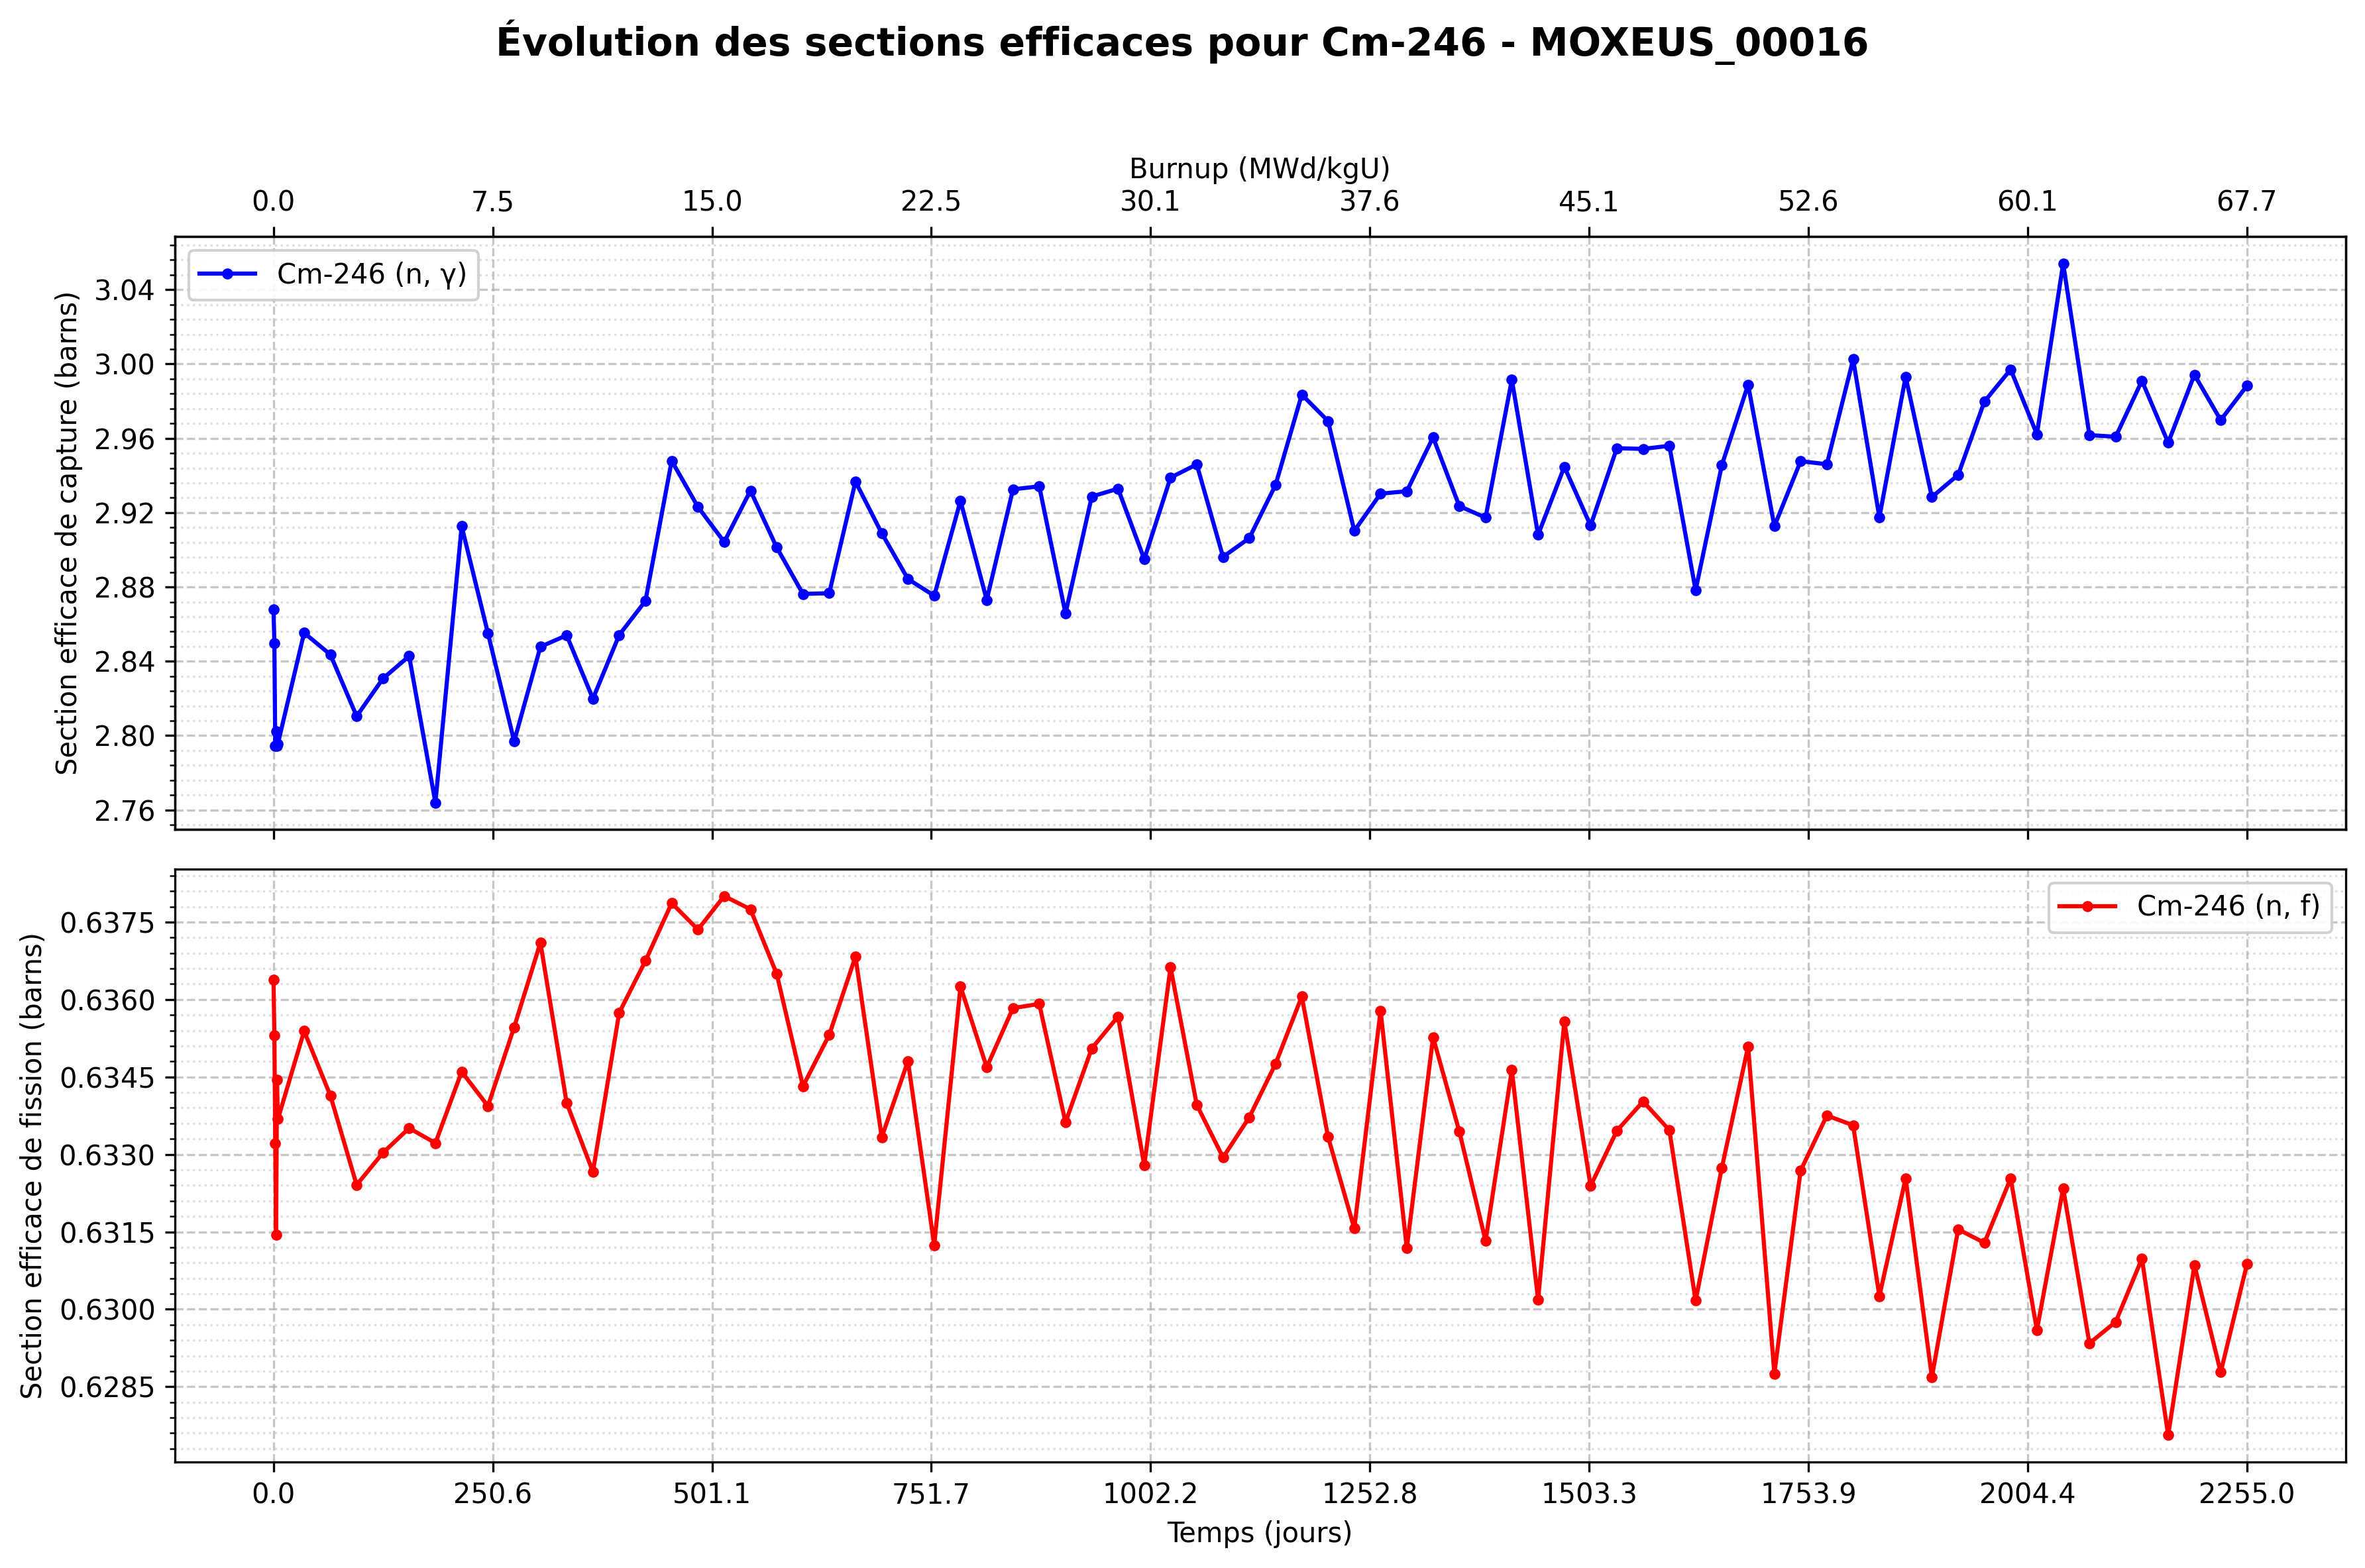 Évolution des sections efficaces pour Cm-246 - MOXEUS_00016
Burnup (MWd/kgU)
0.0 7.5 15.0 22.5 30.1 37.6 45.1 52.6 60.1 67.7
Cm-246 (n, γ)
Section efficace de capture (barns)
3.04
3.00
2.96
2.92
2.88
2.84
2.80
2.76
Cm-246 (n, f)
Section efficace de fission (barns)
0.6375
0.6360
0.6345
0.6330
0.6315
0.6300
0.6285
0.0 250.6 501.1 751.7 1002.2 1252.8 1503.3 1753.9 2004.4 2255.0
Temps (jours)